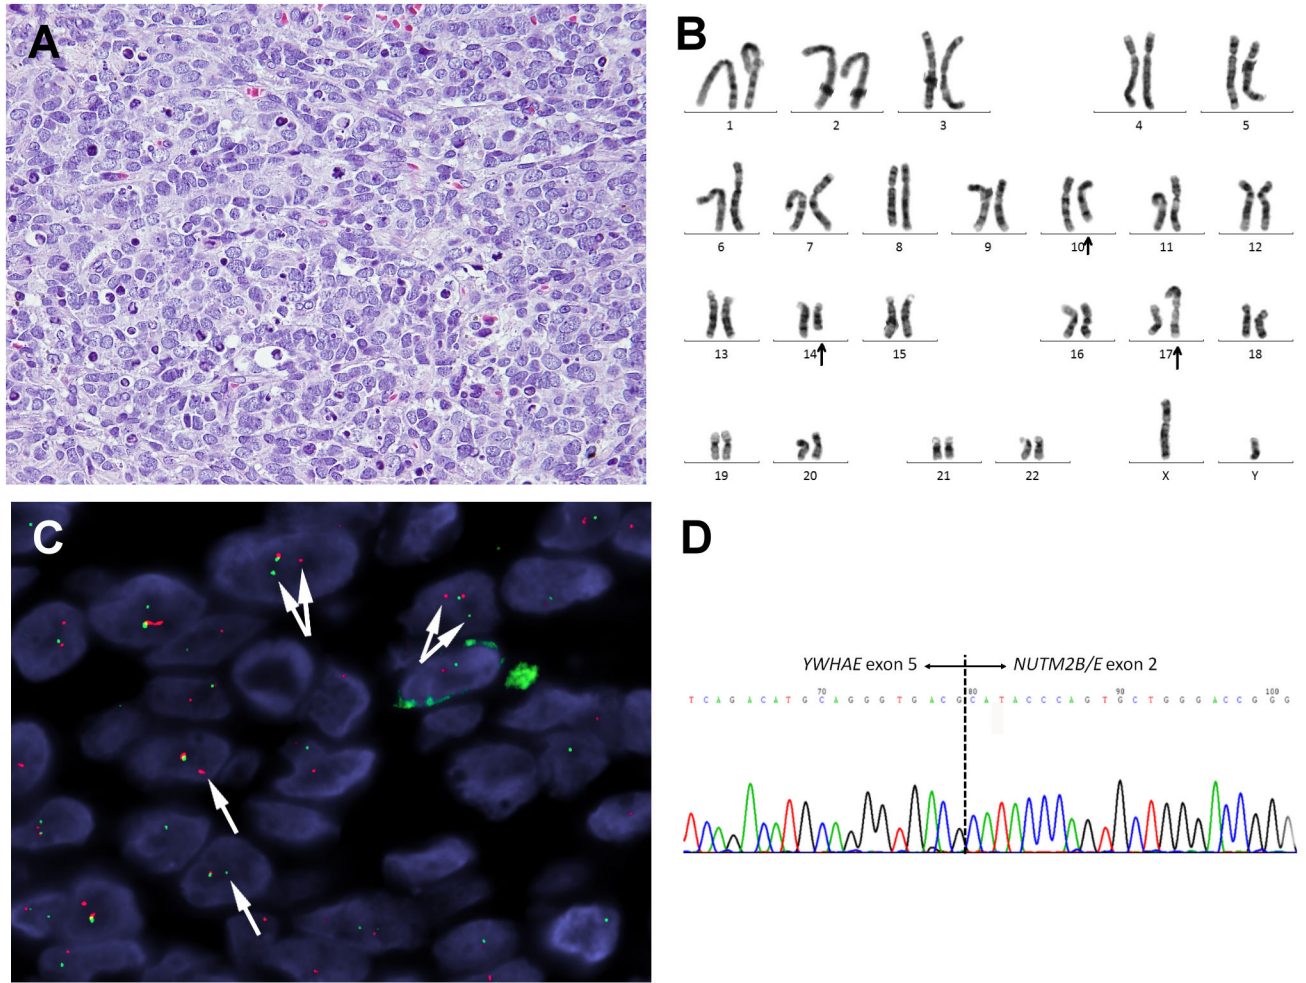 A
B
1 2 3 4 5
6 7 8 9 10 11 12
13 14 15 16 17 18
19 20 21 22 X Y
C
D
YWHAE exon 5 NUTM2B/E exon 2
70 80 90 100
T C A G A C A T G C A G G G T G A C G C A T A C C C A G T G C T G G G A C C G G G